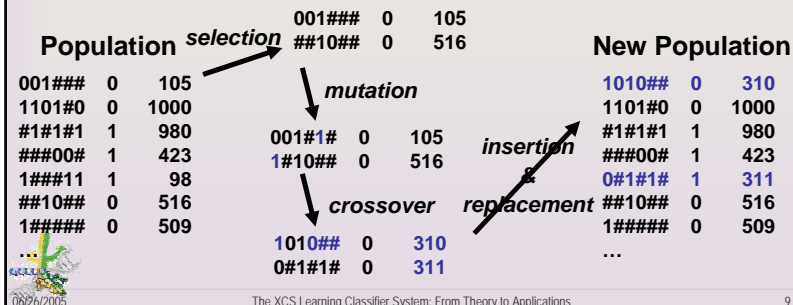 Population
001### 0 105
1101#0 0 1000
#1#1#1 1 980
###00# 1 423
1###11 1 98
##10## 0 516
1##### 0 509
…
selection
001### 0 105
##10## 0 516
mutation
001#1# 0 105
1#10## 0 516
crossover
1010## 0 310
0#1#1# 0 311
insertion
&
replacement
New Population
1010## 0 310
1101#0 0 1000
#1#1#1 1 980
###00# 1 423
0#1#1# 1 311
##10## 0 516
1##### 0 509
…
06/26/2005
The XCS Learning Classifier System: From Theory to Applications
9